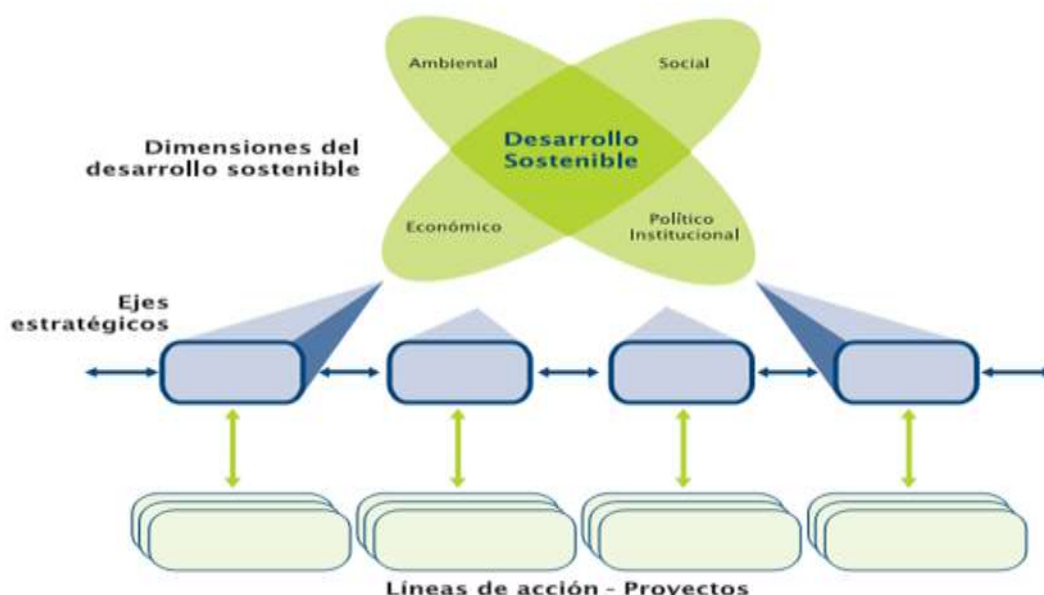 Ambiental
Social
Dimensiones del
desarrollo sostenible
Desarrollo
Sostenible
Económico
Político
Institucional
Ejes
estratégicos
Líneas de acción - Proyectos